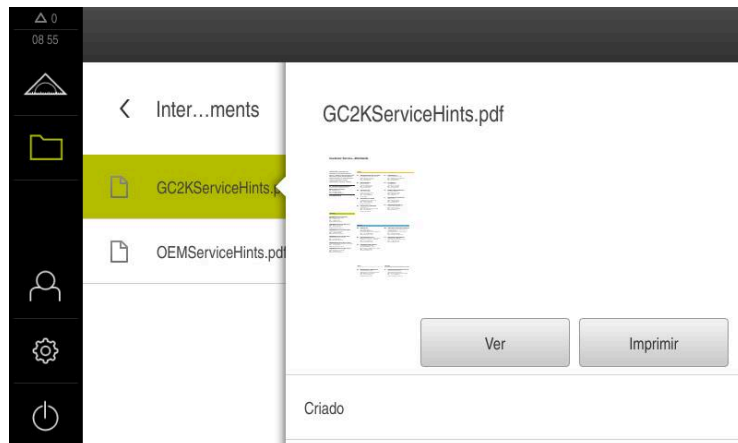 0
08 55
Inter…ments
GC2KServiceHints.p
OEMServiceHints.pdf
GC2KServiceHints.pdf
Ver
Imprimir
Criado